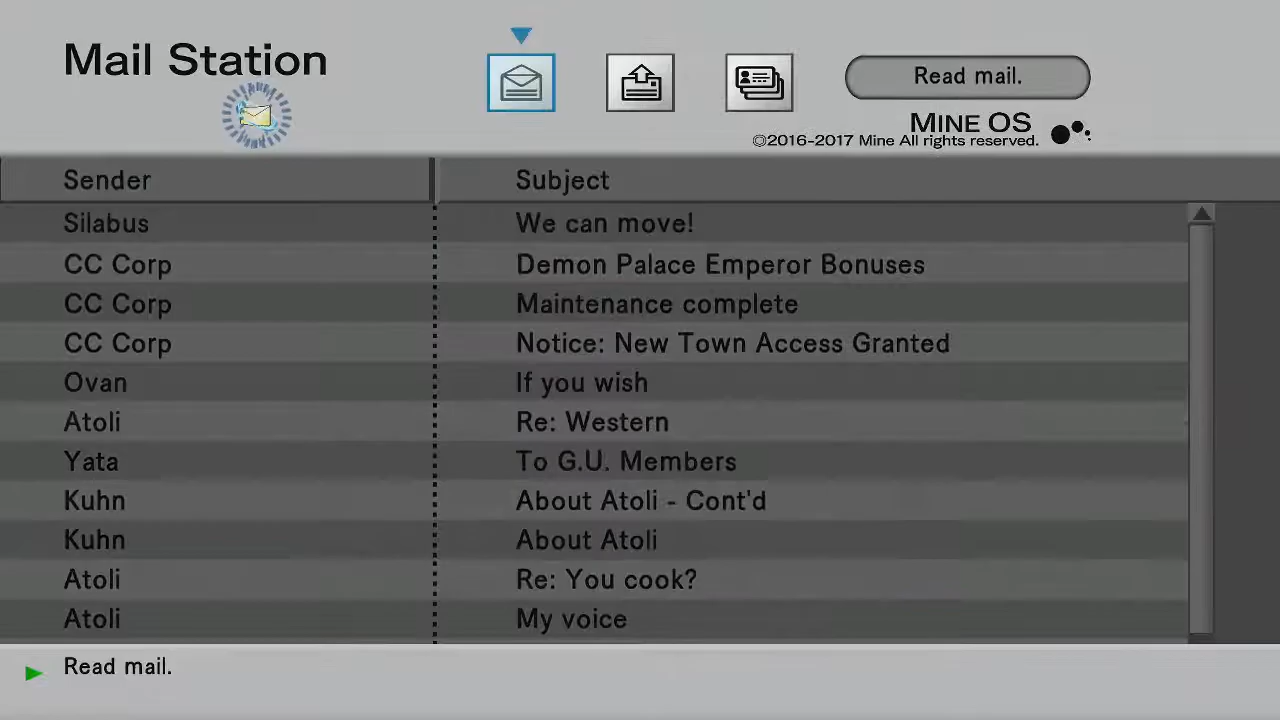 Mail Station
Read mail.
MINE OS
©2016-2017 Mine All rights reserved.
Sender Subject
Silabus We can move!
CC Corp Demon Palace Emperor Bonuses
CC Corp Maintenance complete
CC Corp Notice: New Town Access Granted
Ovan If you wish
Atoli Re: Western
Yata To G.U. Members
Kuhn About Atoli - Cont'd
Kuhn About Atoli
Atoli Re: You cook?
Atoli My voice
Read mail.